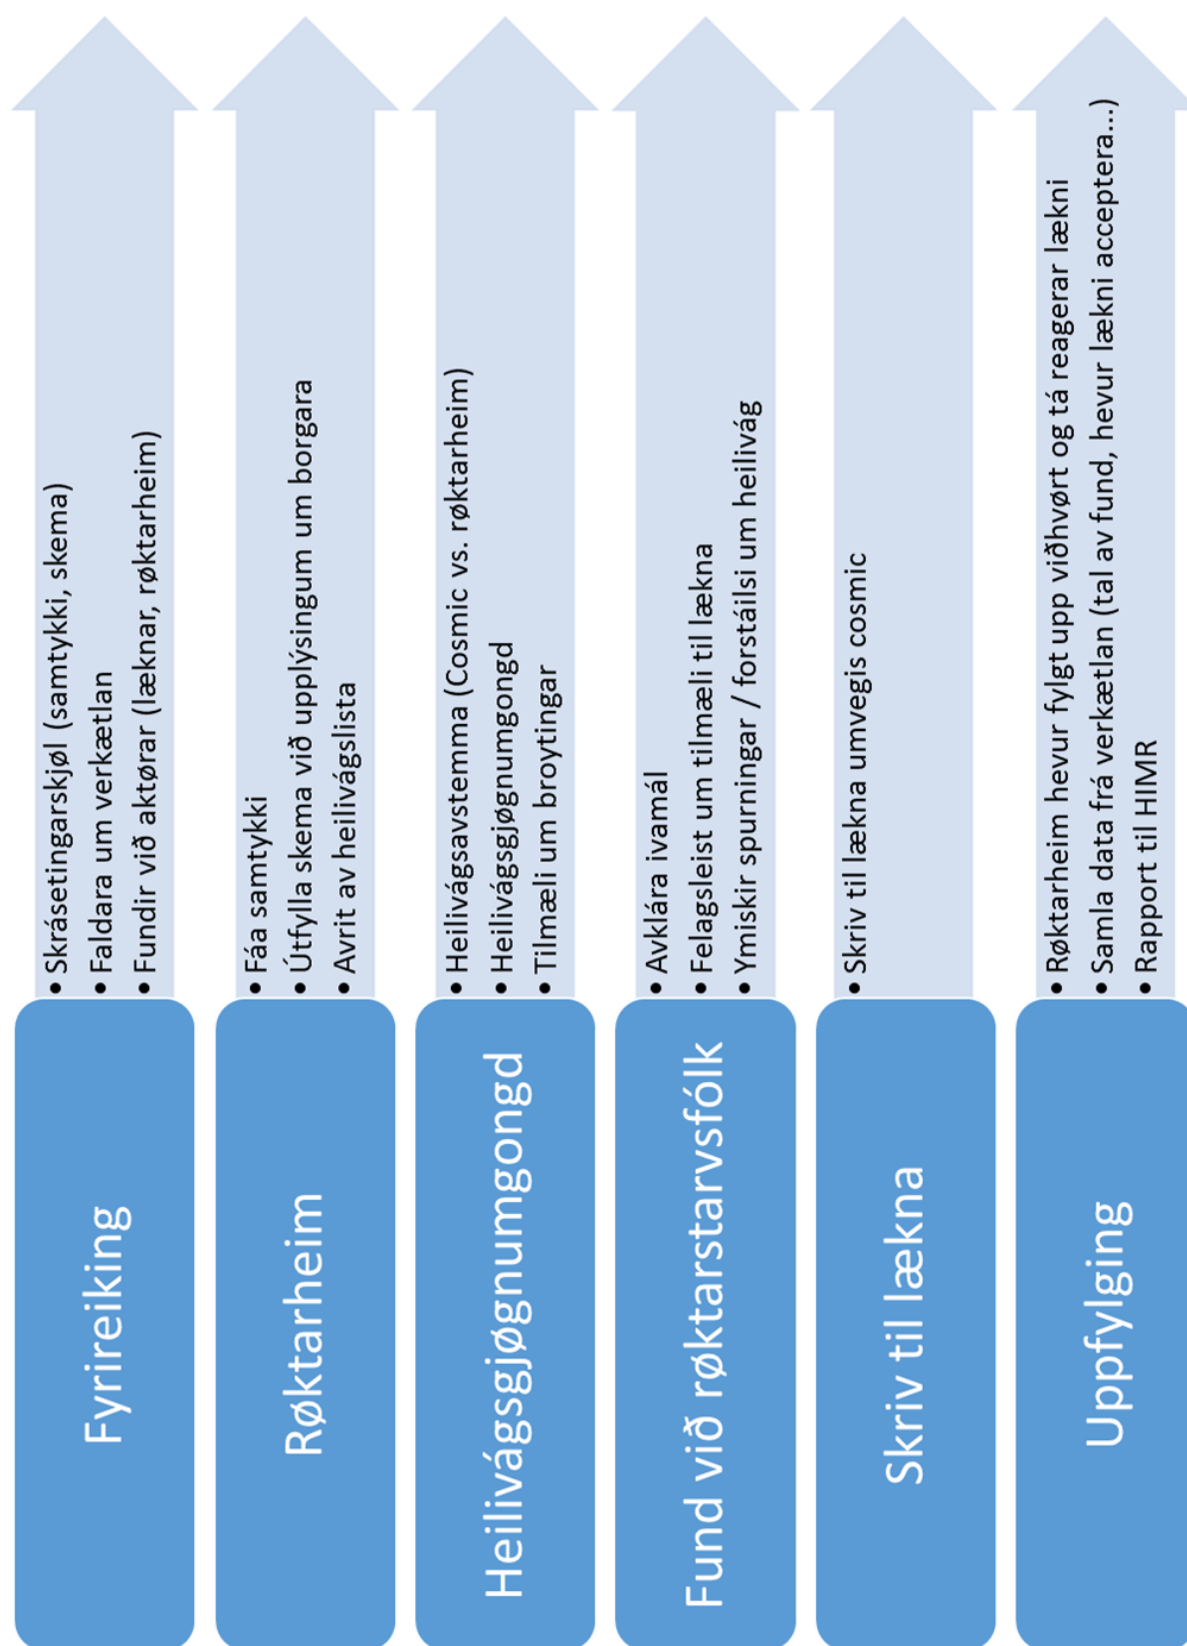 Fyrireiking
• Skrásetingarskjøl (samtykki, skema)
• Faldara um verkætlan
• Fundir við aktørar (læknar, røktarheim)
Røktarheim
• Fáa samtykki
• Útfylla skema við upplýsingum um borgara
• Avrit av heilivágslista
Heilivágsgjøgnumgongd
• Heilivágsavstemma (Cosmic vs. røktarheim)
• Heilivágsgjøgnumgongd
• Tilmæli um broytingar
Fund við røktarstarvsfólk
• Avklára ivamál
• Felagsleist um tilmæli til lækna
• Ymiskir spurningar / forstáilsi um heilivág
Skriv til lækna
• Skriv til lækna umvegis cosmic
Uppfylging
• Røktarheim hevur fylgt upp viðhvørt og tá reagerar lækni
• Samla data frá verkætlan (tal av fund, hevur lækni acceptera...)
• Rapport til HIMR